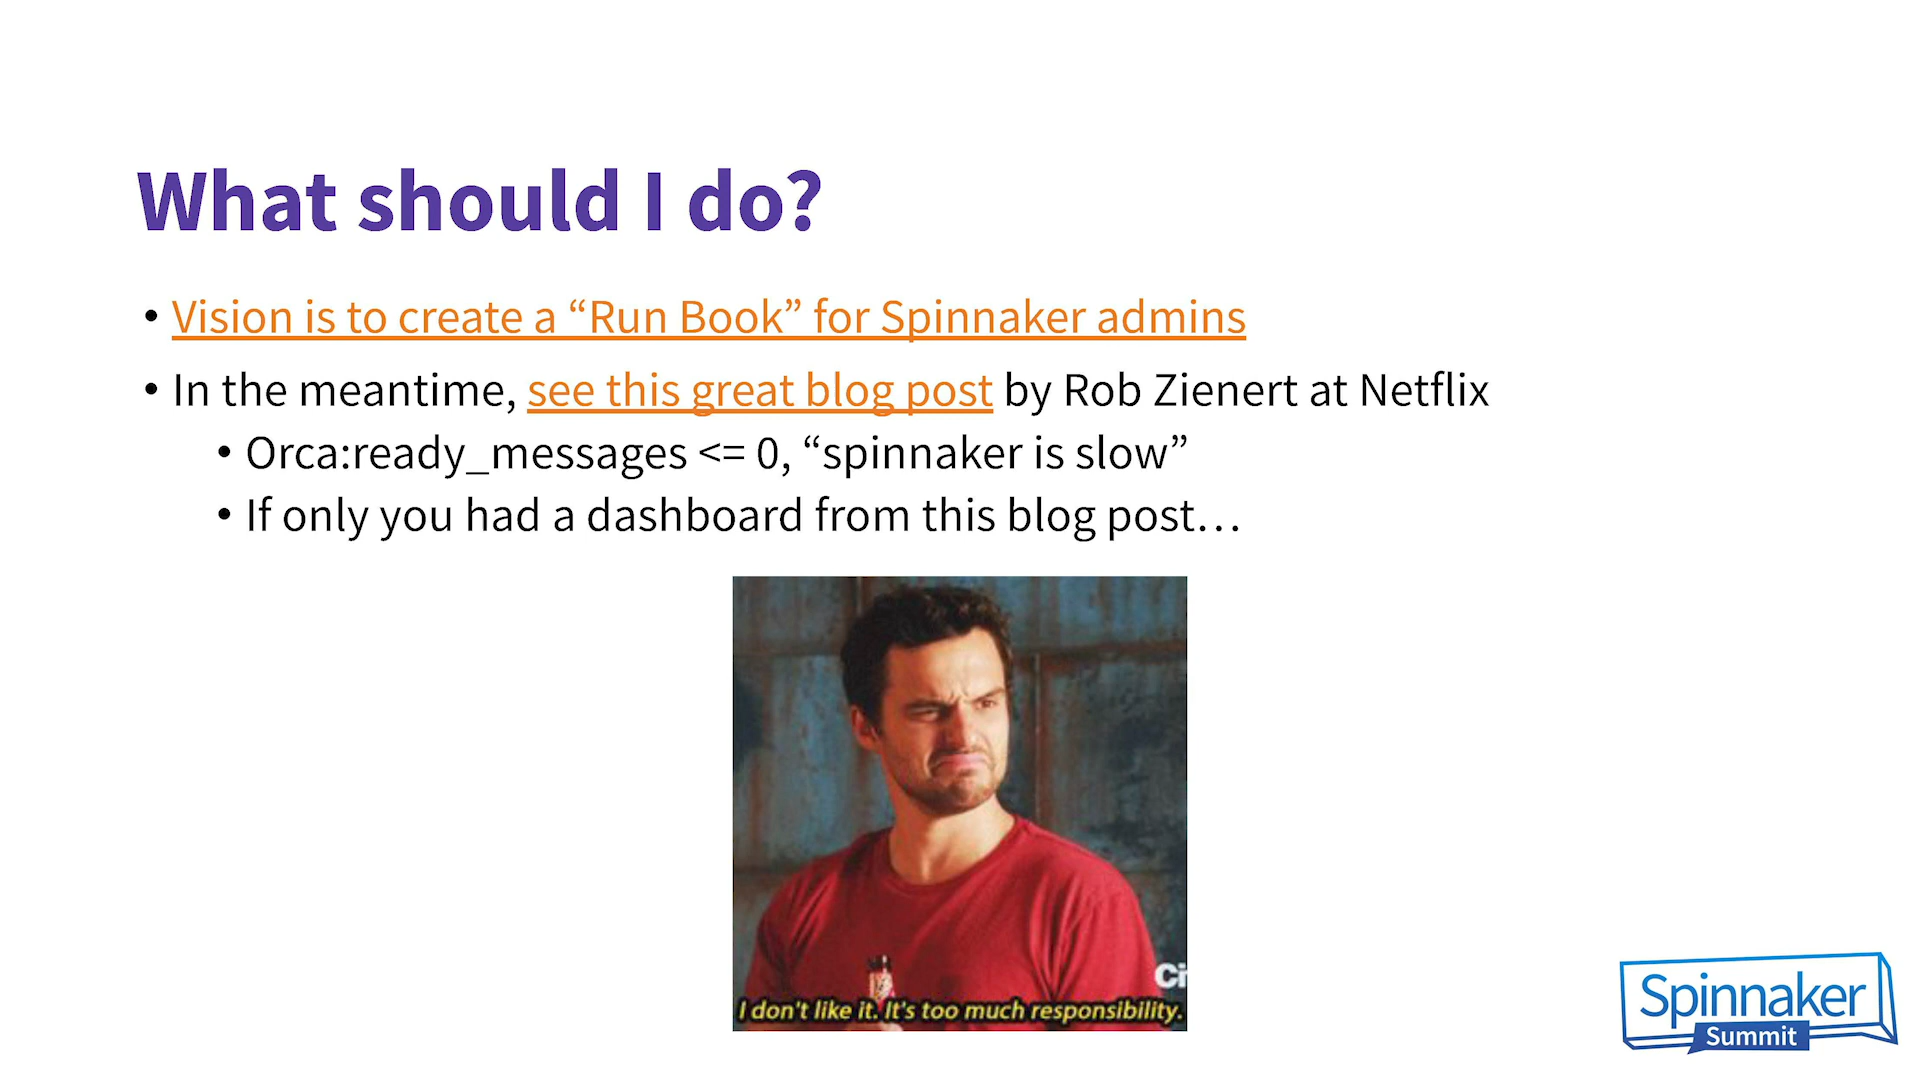 What should I do?
• Vision is to create a “Run Book” for Spinnaker admins
• In the meantime, see this great blog post by Rob Zienert at Netflix
• Orca:ready_messages <= 0, “spinnaker is slow”
• If only you had a dashboard from this blog post…
Ci
I don't like it. It's too much responsibility.
Spinnaker
Summit